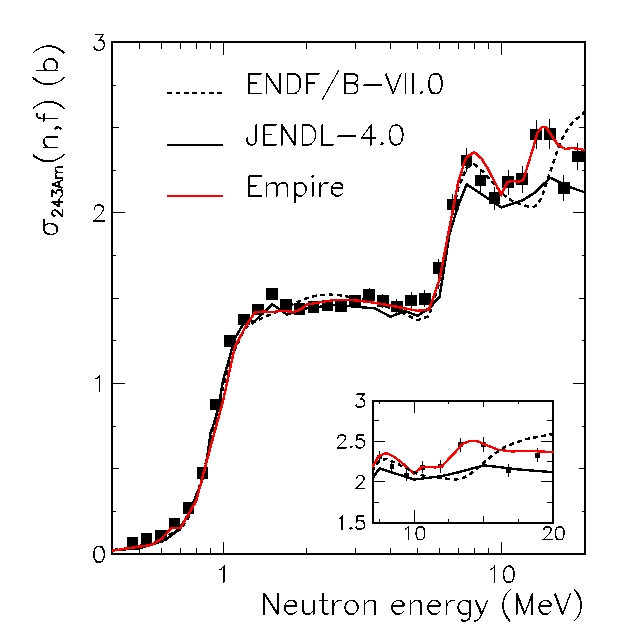 σ243Am(n,f) (b)
3
2
1
0
ENDF/B-VII.0
JENDL-4.0
Empire
3
2.5
2
1.5
10 20
1 10
Neutron energy (MeV)